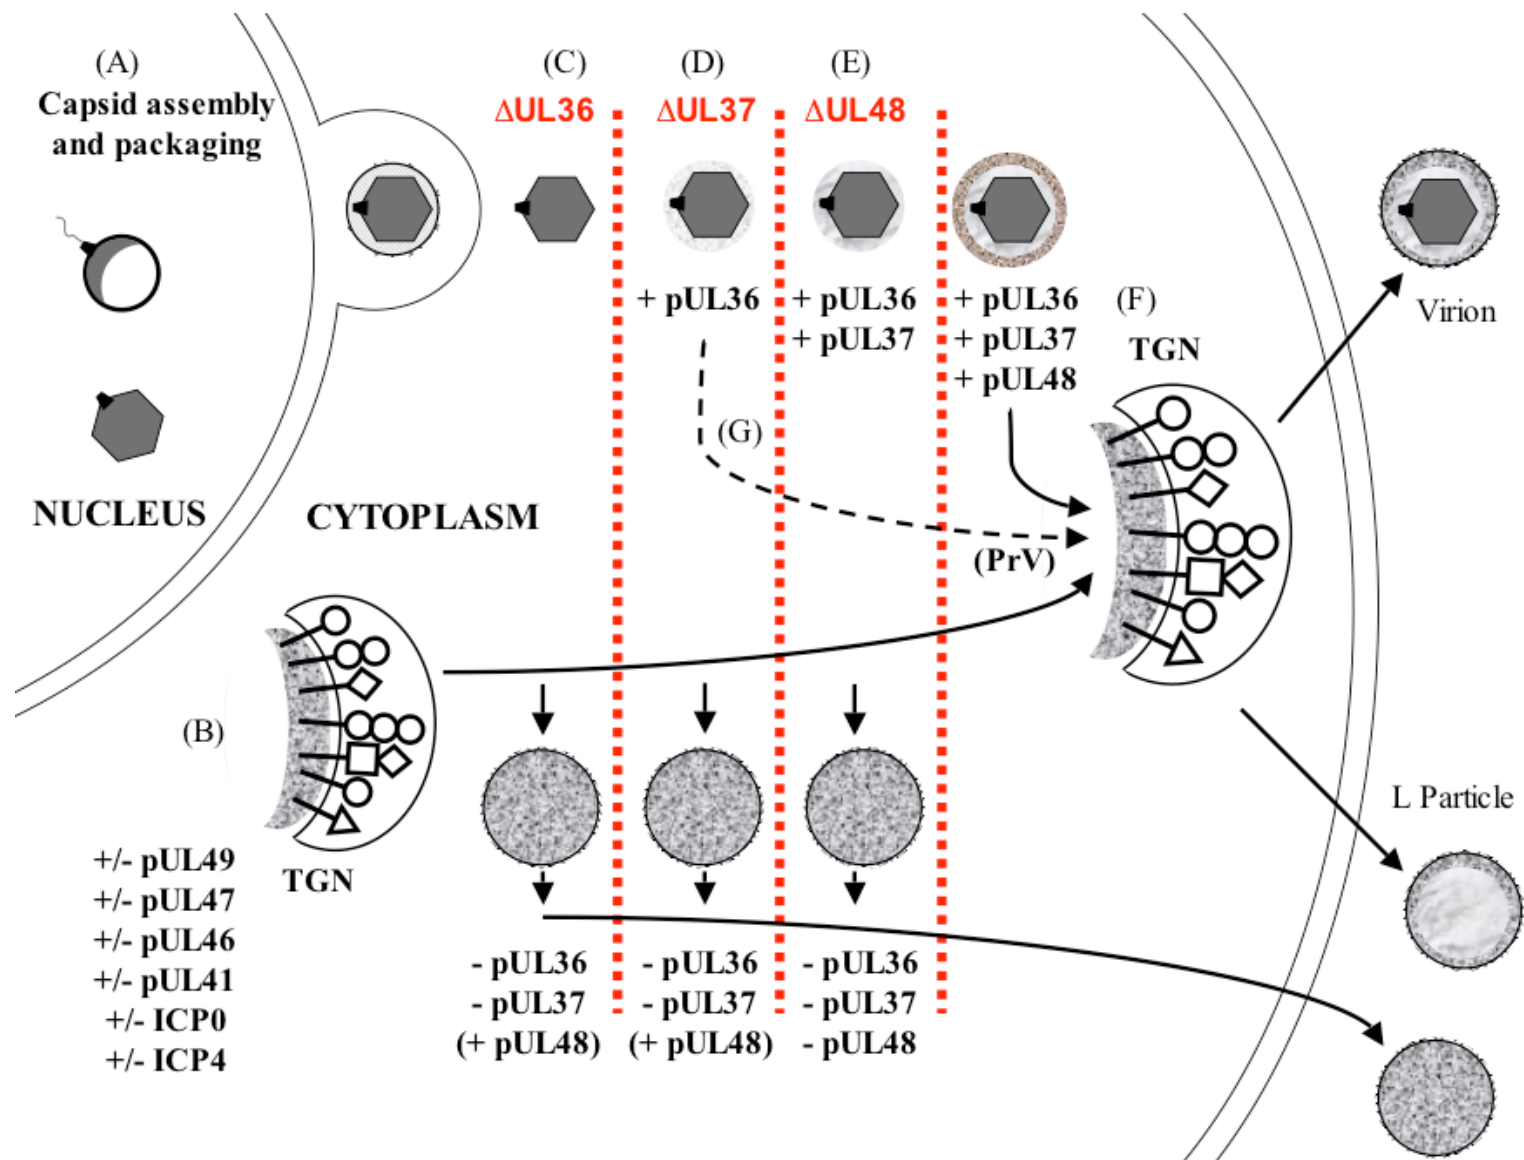 (A)
Capsid assembly
and packaging
NUCLEUS
CYTOPLASM
(C)
ΔUL36
(D)
ΔUL37
+ pUL36
(E)
ΔUL48
+ pUL36
+ pUL37
+ pUL36
+ pUL37
+ pUL48
(F)
TGN
(G)
(PrV)
Virion
L Particle
(B)
TGN
+/- pUL49
+/- pUL47
+/- pUL46
+/- pUL41
+/- ICP0
+/- ICP4
- pUL36
- pUL37
(+ pUL48)
- pUL36
- pUL37
(+ pUL48)
- pUL36
- pUL37
- pUL48